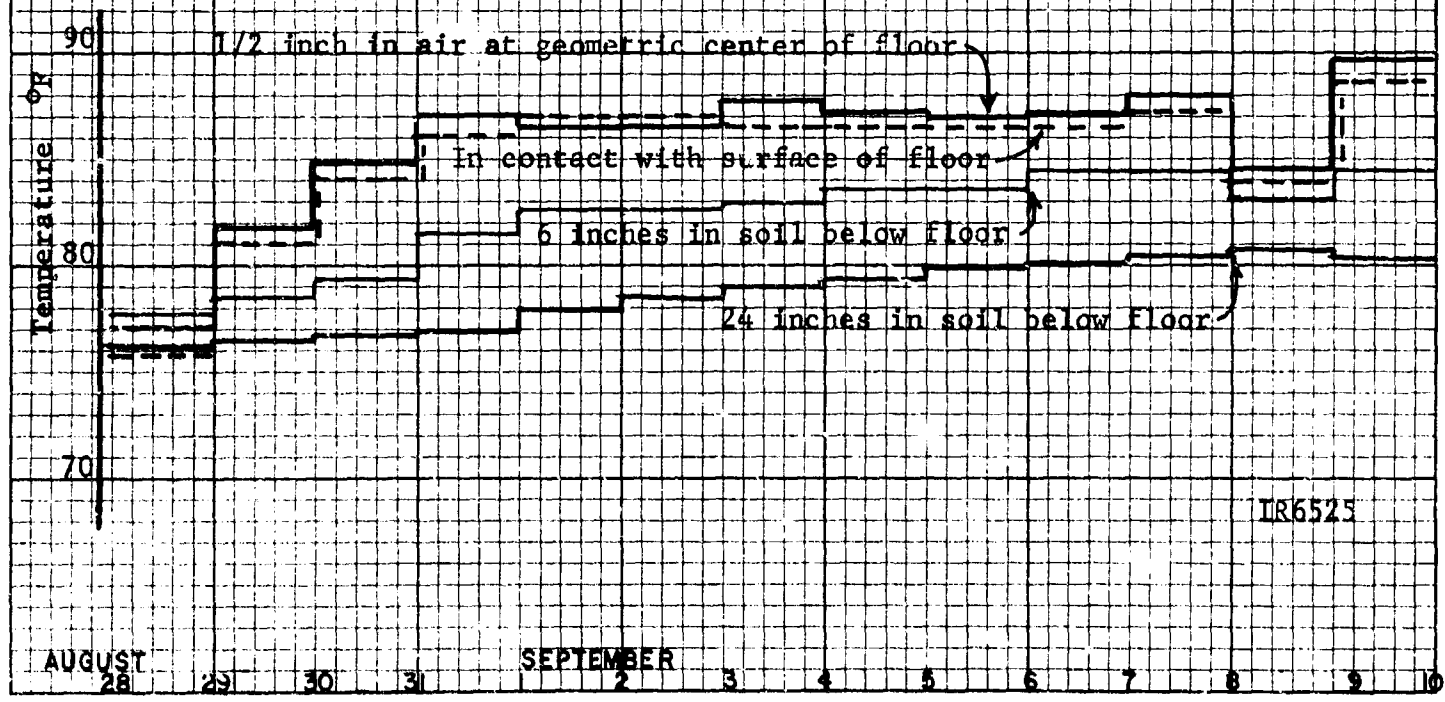 90
1/2 inch in air at geometric center of floor
Temperature °F
In contact with surface of floor
6 inches in soil below floor
80
24 inches in soil below floor
70
IR6525
AUGUST SEPTEMBER
28 29 30 31 2 3 4 5 6 7 8 9 10